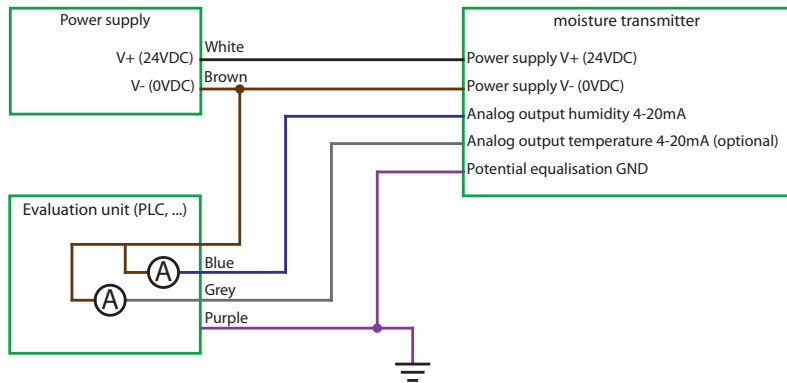 Power supply
V+ (24VDC)
V- (0VDC)
White
Brown
moisture transmitter
Power supply V+ (24VDC)
Power supply V- (0VDC)
Analog output humidity 4-20mA
Analog output temperature 4-20mA (optional)
Potential equalisation GND
Evaluation unit (PLC, ...)
A
A
Blue
Grey
Purple